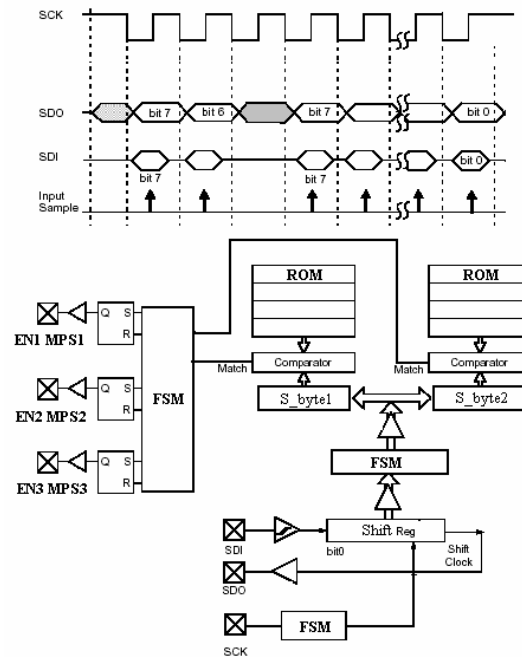 SCK
SDO
bit 7
bit 6
bit 7
bit 0
SDI
bit 7
bit 0
Input
Sample
ROM
ROM
EN1 MPS1
Q
S
R
FSM
Match
Comparator
Match
Comparator
S_byte1
S_byte2
EN2 MPS2
Q
S
R
FSM
EN3 MPS3
Q
S
R
SDI
bit0
Shift Reg
Shift
Clock
SDO
FSM
SCK